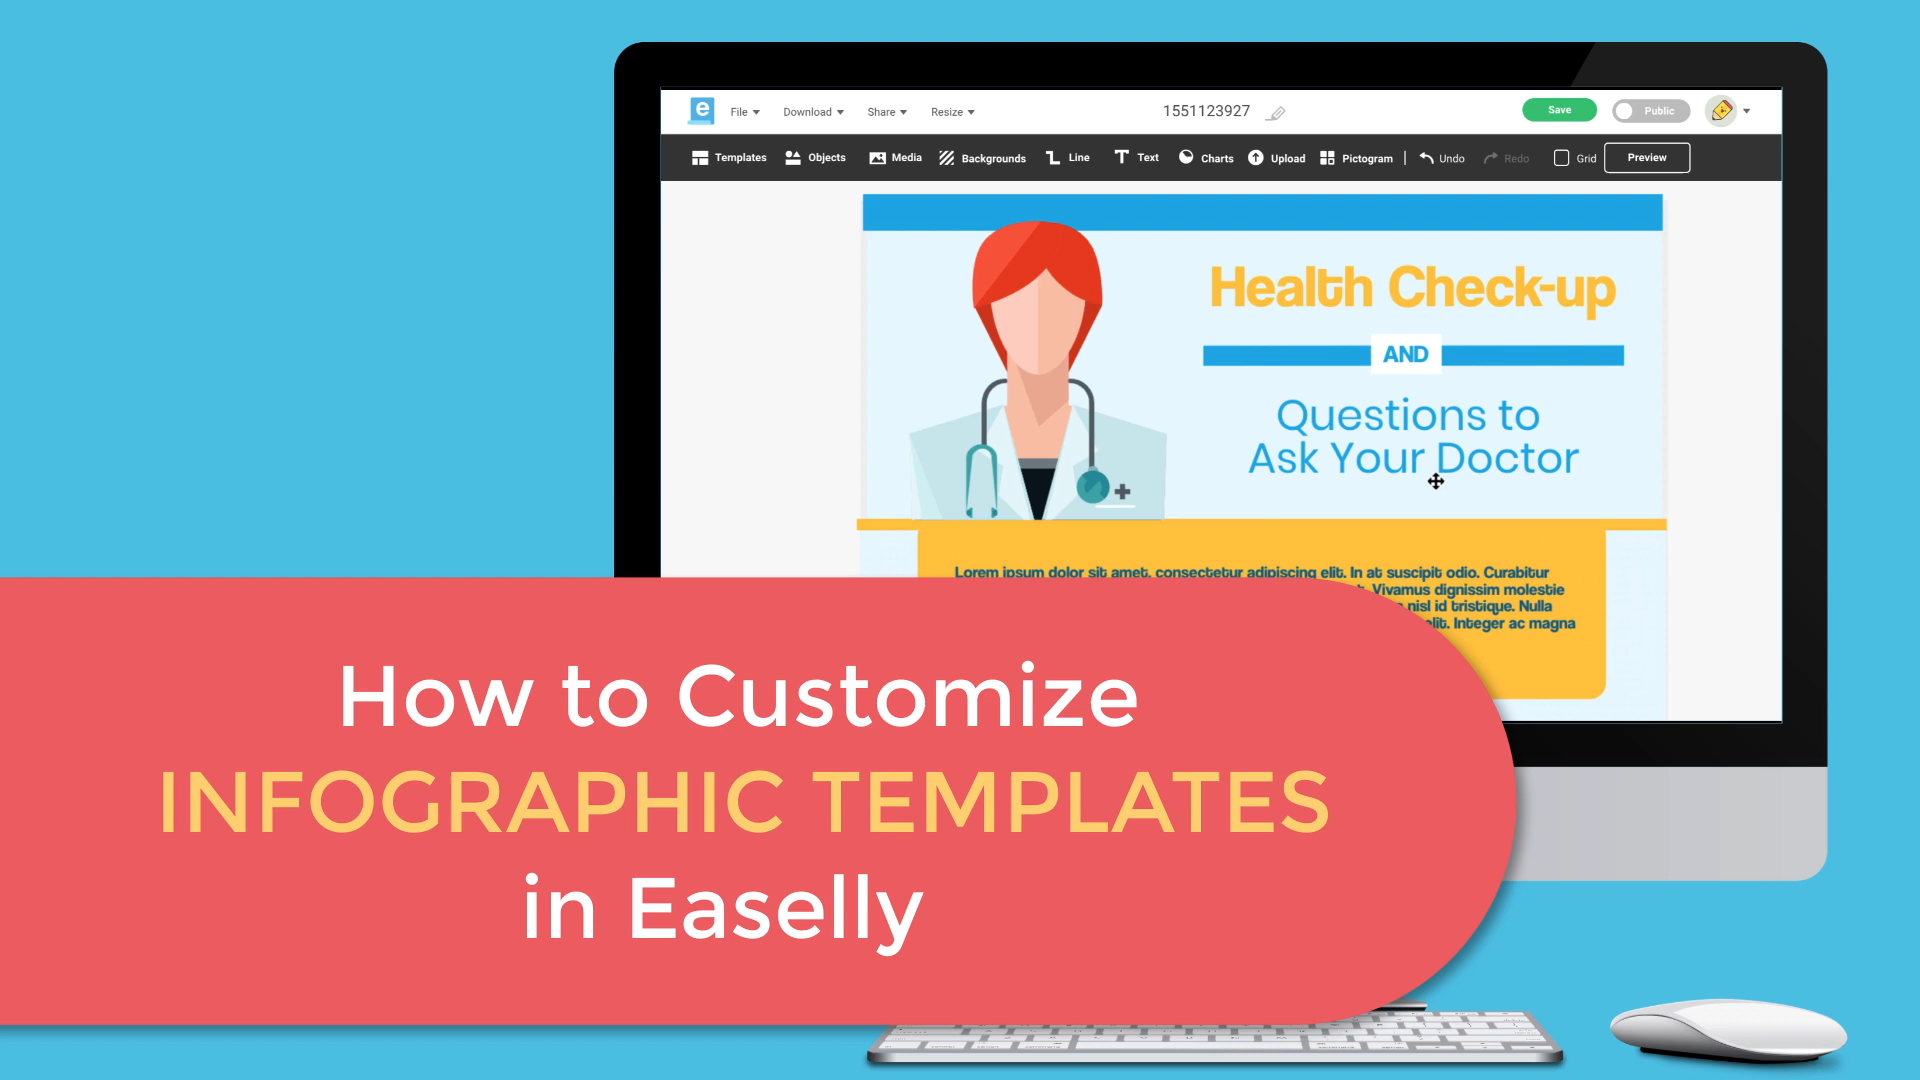 e File Download Share Resize 1551123927 Save Public
Templates Objects Media Backgrounds Line Text Charts Upload Pictogram | Undo Redo Grid Preview
Health Check-up
AND
Questions to
Ask Your Doctor
Lorem ipsum dolor sit amet, consectetur adipiscing elit. In at suscipit odio. Curabitur
Vivamus dignissim molestie
nisl id tristique. Nulla
elit. Integer ac magna
How to Customize
INFOGRAPHIC TEMPLATES
in Easelly